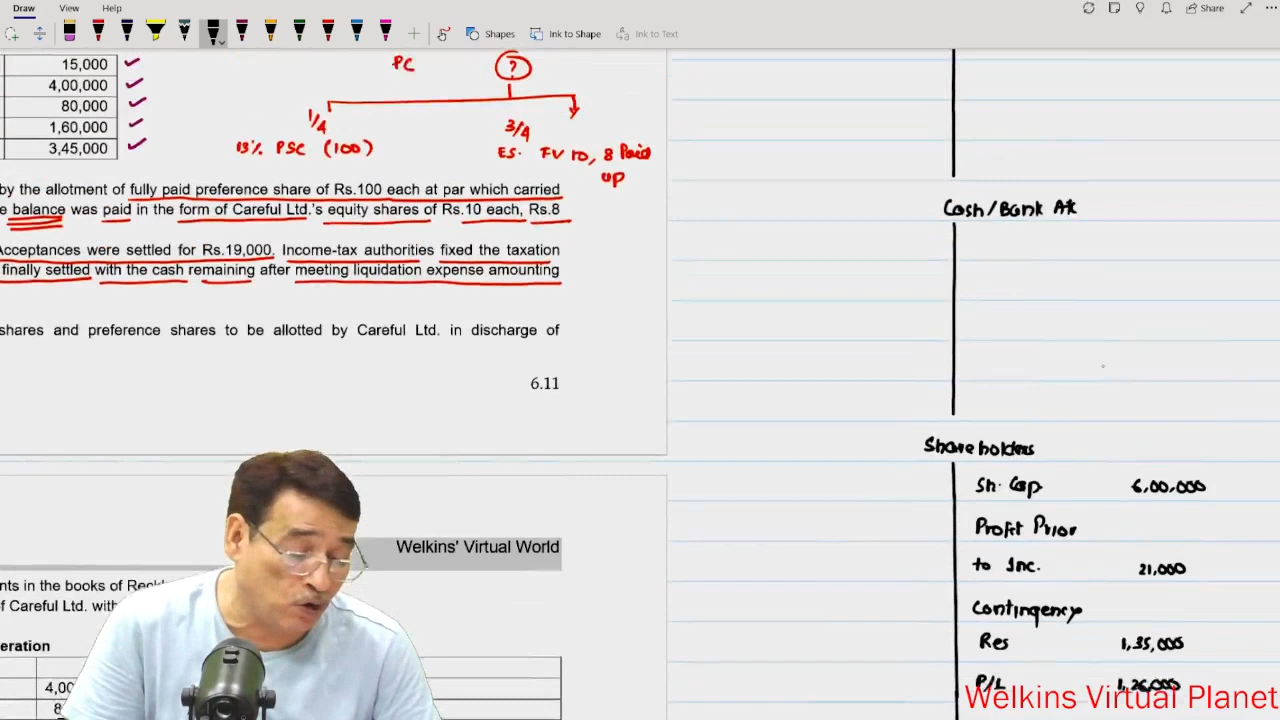 Draw View Help
Share
Shapes Ink to Shape Ink to Text
15,000
4,00,000
80,000
1,60,000
3,45,000
PC ?
1/4 3/4
13% PSC (100) ES. FV 10, 8 Paid up
by the allotment of fully paid preference share of Rs.100 each at par which carried
balance was paid in the form of Careful Ltd.'s equity shares of Rs.10 each, Rs.8
Acceptances were settled for Rs.19,000. Income-tax authorities fixed the taxation
finally settled with the cash remaining after meeting liquidation expense amounting
shares and preference shares to be allotted by Careful Ltd. in discharge of
6.11
Welkins' Virtual World
nts in the books of
of Careful Ltd.
eration
Cash/Bank A/c
Shareholders
Sh. Cap 6,00,000
Profit Prior
to Inc. 21,000
Contingency
Res 1,35,000
P/L 1,26,000
Welkins Virtual Planet